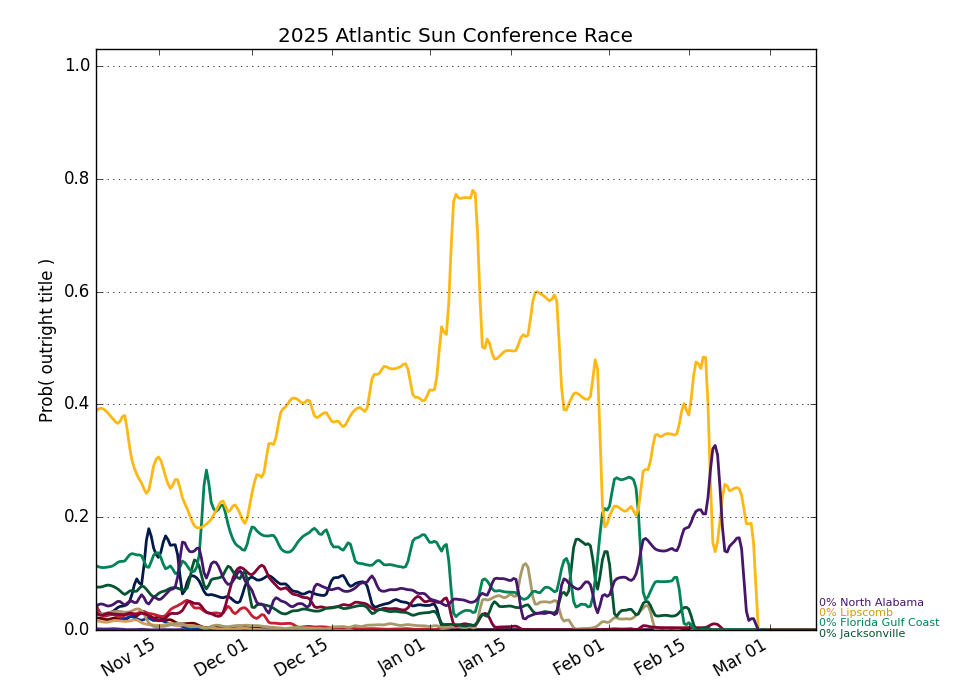 2025 Atlantic Sun Conference Race
Prob( outright title )
1.0
0.8
0.6
0.4
0.2
0.0
Nov 15
Dec 01
Dec 15
Jan 01
Jan 15
Feb 01
Feb 15
Mar 01
0% North Alabama
0% Lipscomb
0% Florida Gulf Coast
0% Jacksonville